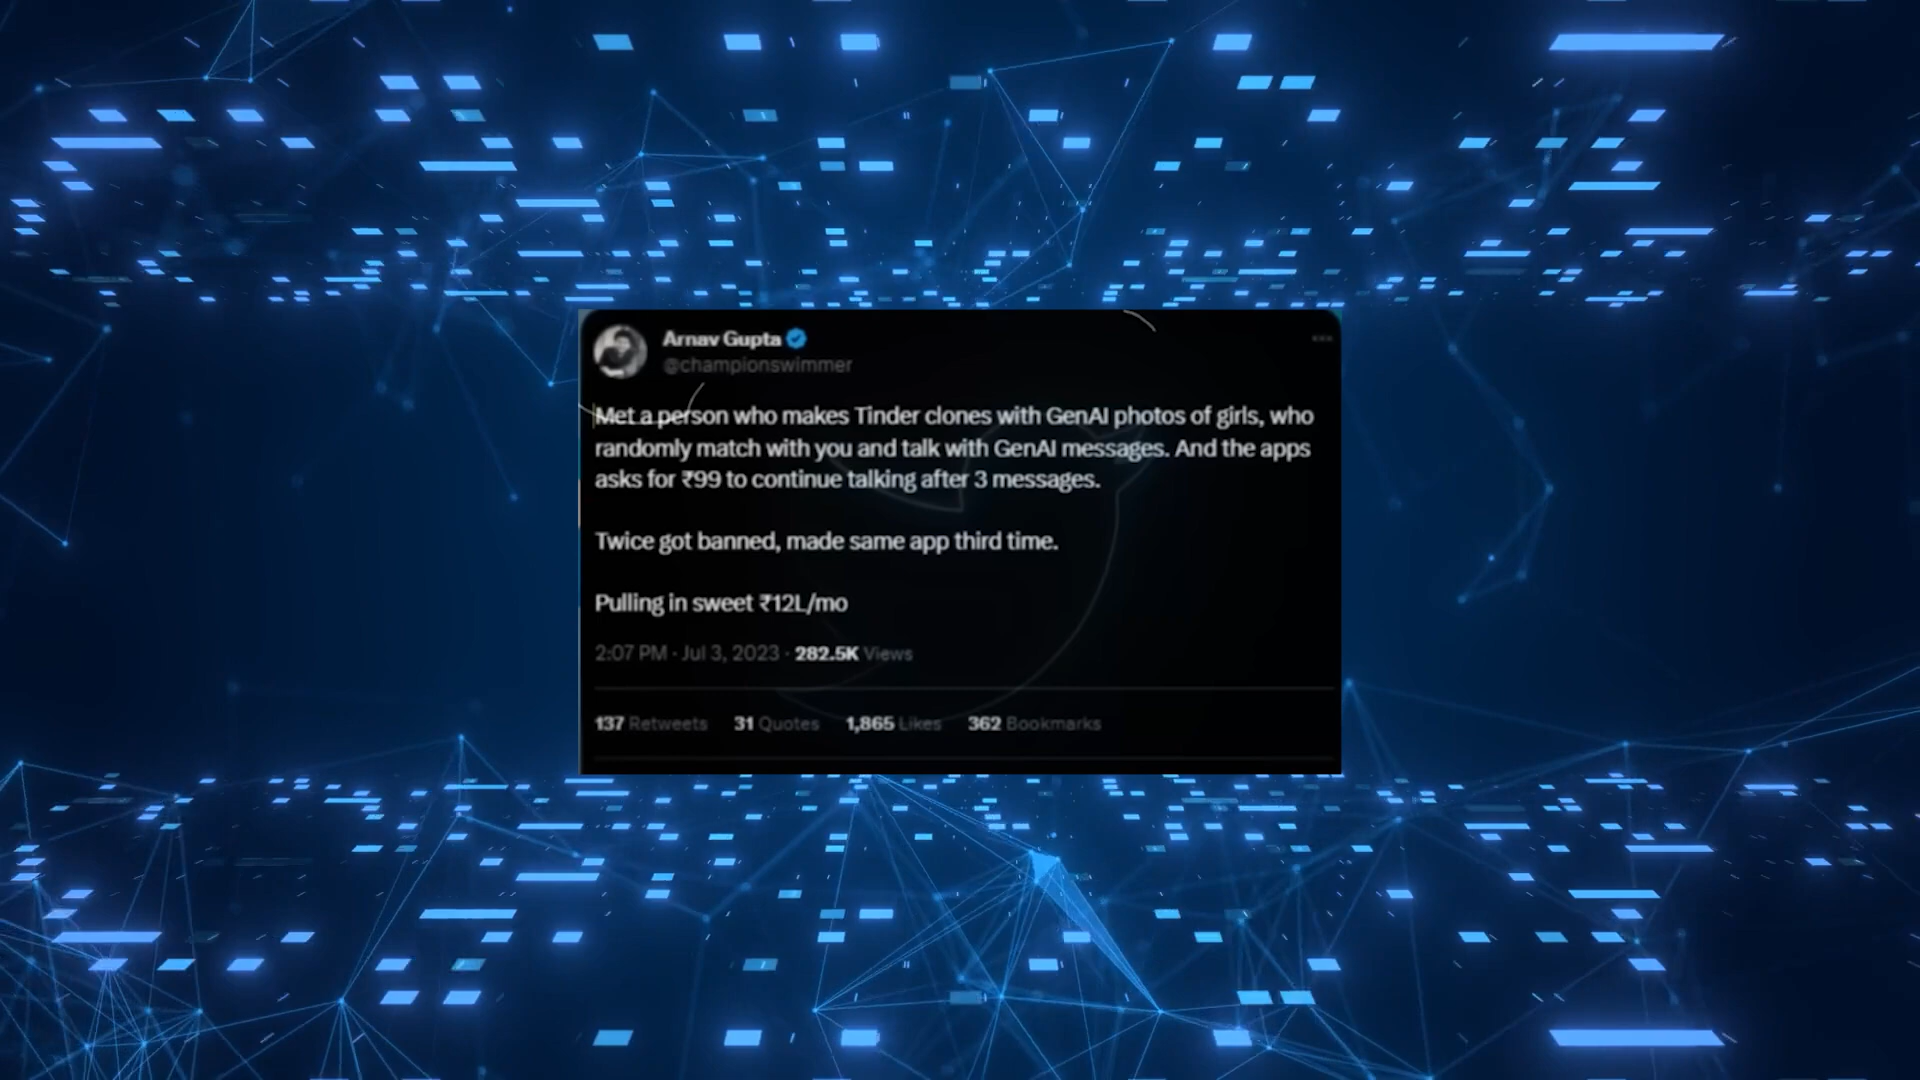 Arnav Gupta
@championswimmer
Met a person who makes Tinder clones with GenAI photos of girls, who
randomly match with you and talk with GenAI messages. And the apps
asks for ₹99 to continue talking after 3 messages.
Twice got banned, made same app third time.
Pulling in sweet ₹12L/mo
2:07 PM · Jul 3, 2023 · 282.5K Views
137 Retweets 31 Quotes 1,865 Likes 362 Bookmarks